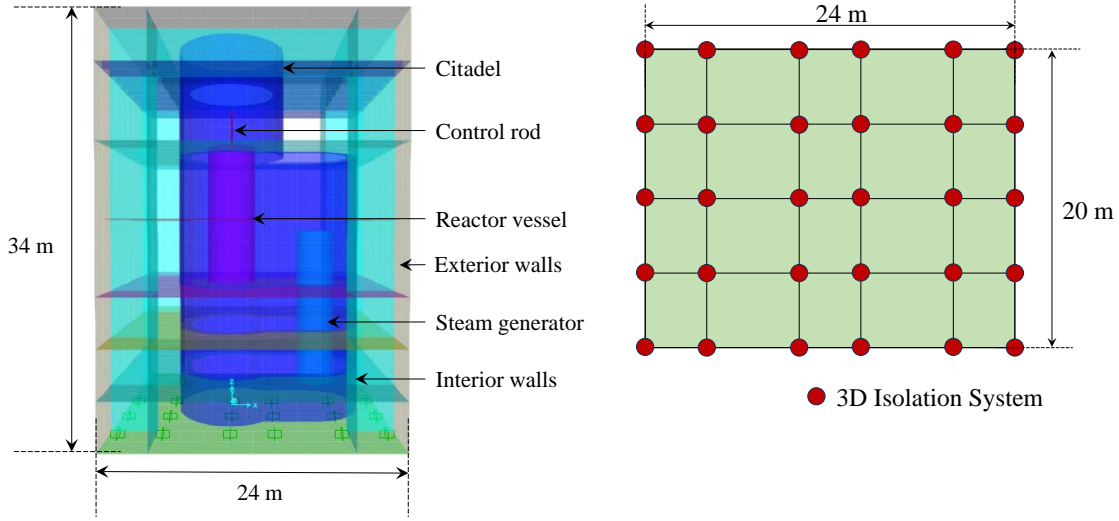 34 m
24 m
Citadel
Control rod
Reactor vessel
Exterior walls
Steam generator
Interior walls
z
x
24 m
20 m
3D Isolation System